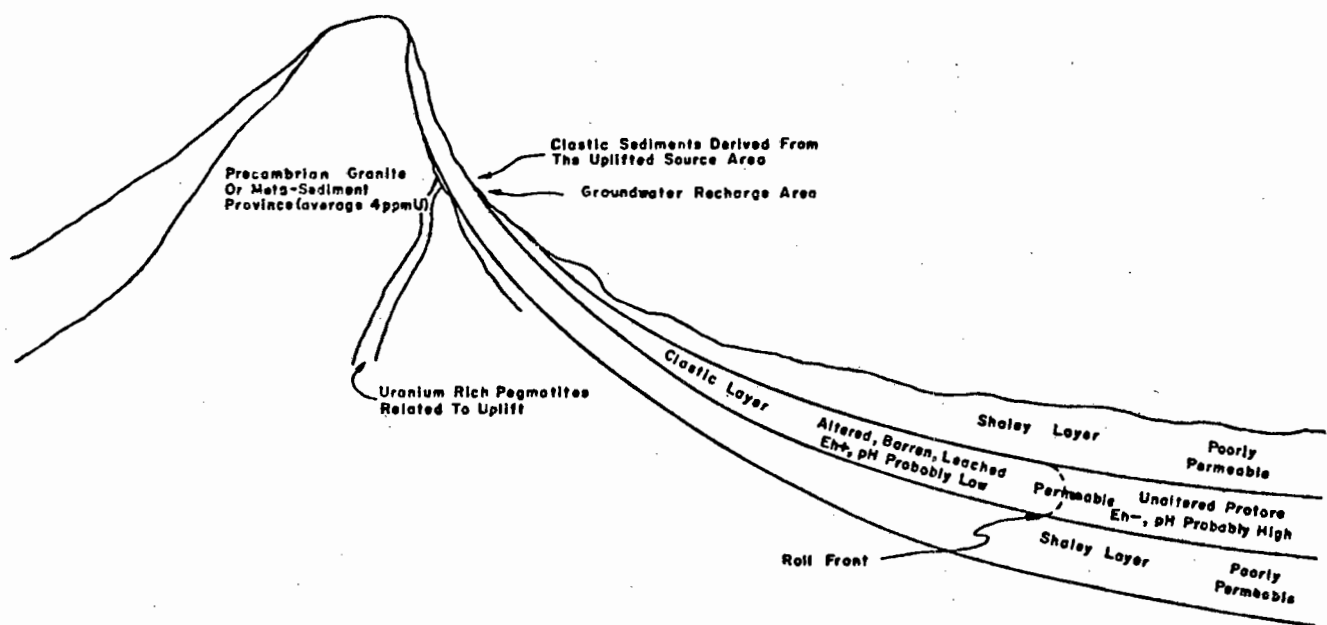 Clastic Sediments Derived From
The Uplifted Source Area
Precambrian Granite
Or Meta-Sediment
Province (average 4ppmU)
Groundwater Recharge Area
Uranium Rich Pegmatites
Related To Uplift
Clastic Layer
Altered, Barren, Leached
Eh+, pH Probobly Low
Shaley Layer
Poorly
Permeable
Permeable
Unaltered Protore
Eh-, pH Probably High
Roll Front
Shaley Layer
Poorly
Permeable